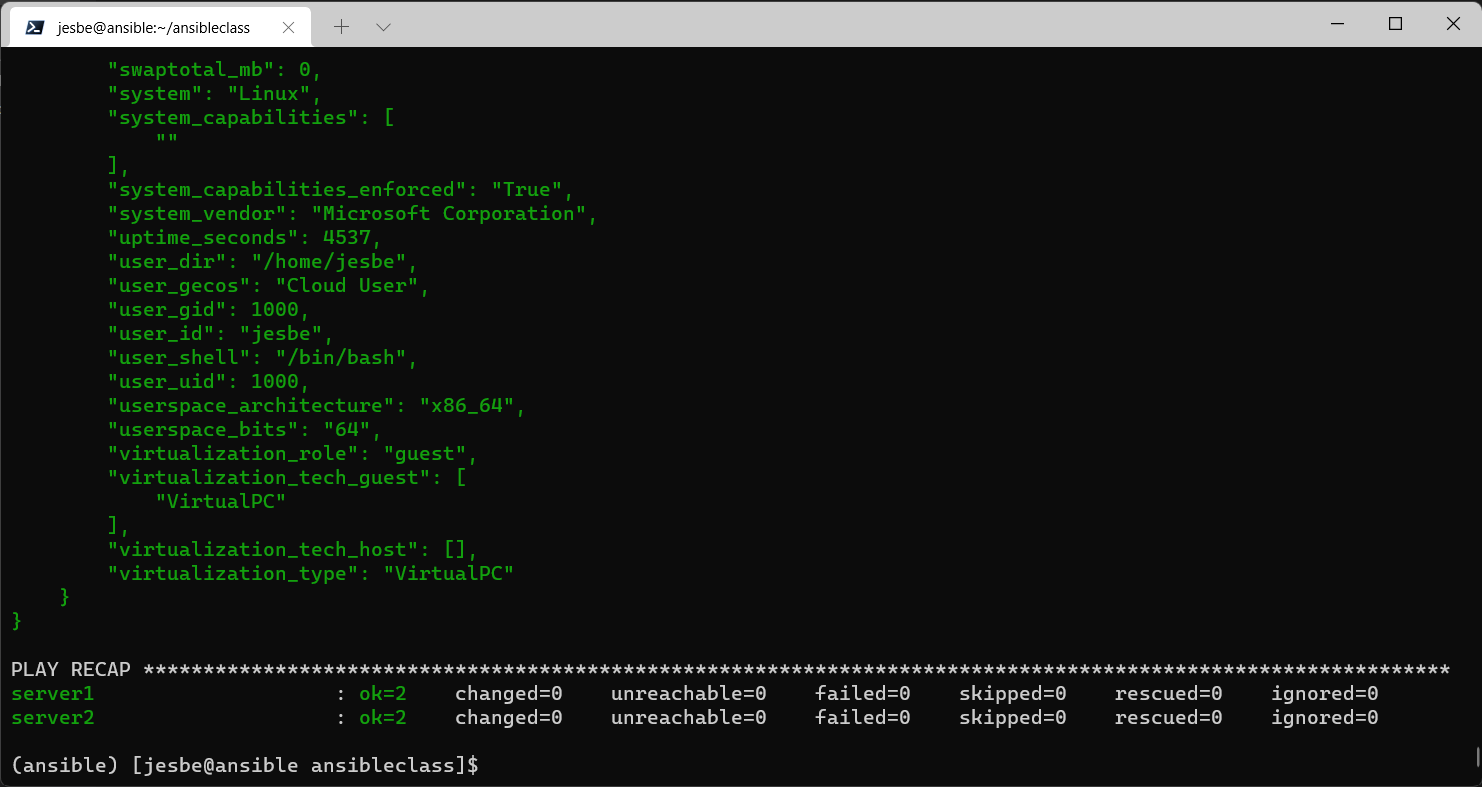 jesbe@ansible:~/ansibleclass
        "swaptotal_mb": 0,
        "system": "Linux",
        "system_capabilities": [
            ""
        ],
        "system_capabilities_enforced": "True",
        "system_vendor": "Microsoft Corporation",
        "uptime_seconds": 4537,
        "user_dir": "/home/jesbe",
        "user_gecos": "Cloud User",
        "user_gid": 1000,
        "user_id": "jesbe",
        "user_shell": "/bin/bash",
        "user_uid": 1000,
        "userspace_architecture": "x86_64",
        "userspace_bits": "64",
        "virtualization_role": "guest",
        "virtualization_tech_guest": [
            "VirtualPC"
        ],
        "virtualization_tech_host": [],
        "virtualization_type": "VirtualPC"
    }
}
PLAY RECAP *************************************************************************************************************
server1                    : ok=2    changed=0    unreachable=0    failed=0    skipped=0    rescued=0    ignored=0
server2                    : ok=2    changed=0    unreachable=0    failed=0    skipped=0    rescued=0    ignored=0
(ansible) [jesbe@ansible ansibleclass]$